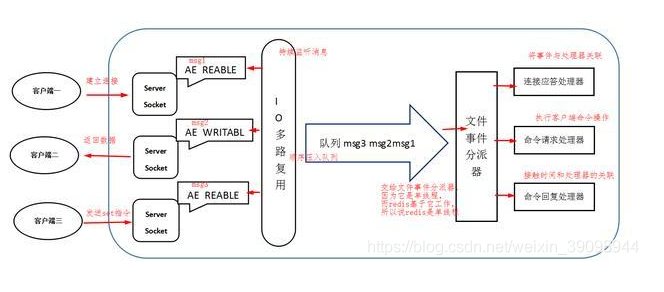 客户端一
建立连接
Server
Socket
msg1
AE REABLE
持续监听消息
客户端二
返回数据
Server
Socket
msg2
AE WRITABL
顺序压入队列
客户端三
发送set指令
Server
Socket
msg3
AE REABLE
IO多路复用
队列 msg3 msg2msg1
交给文件事件分派器,
因为它是单线程,
而redis基于它工作,
所以说redis是单线程
文件
事件
分派
器
将事件与处理器关联
连接应答处理器
执行客户端命分操作
命令请求处理器
接触时间和处理器的关联
命令回复处理器
https://blog.csdn.net/weixin_39098944